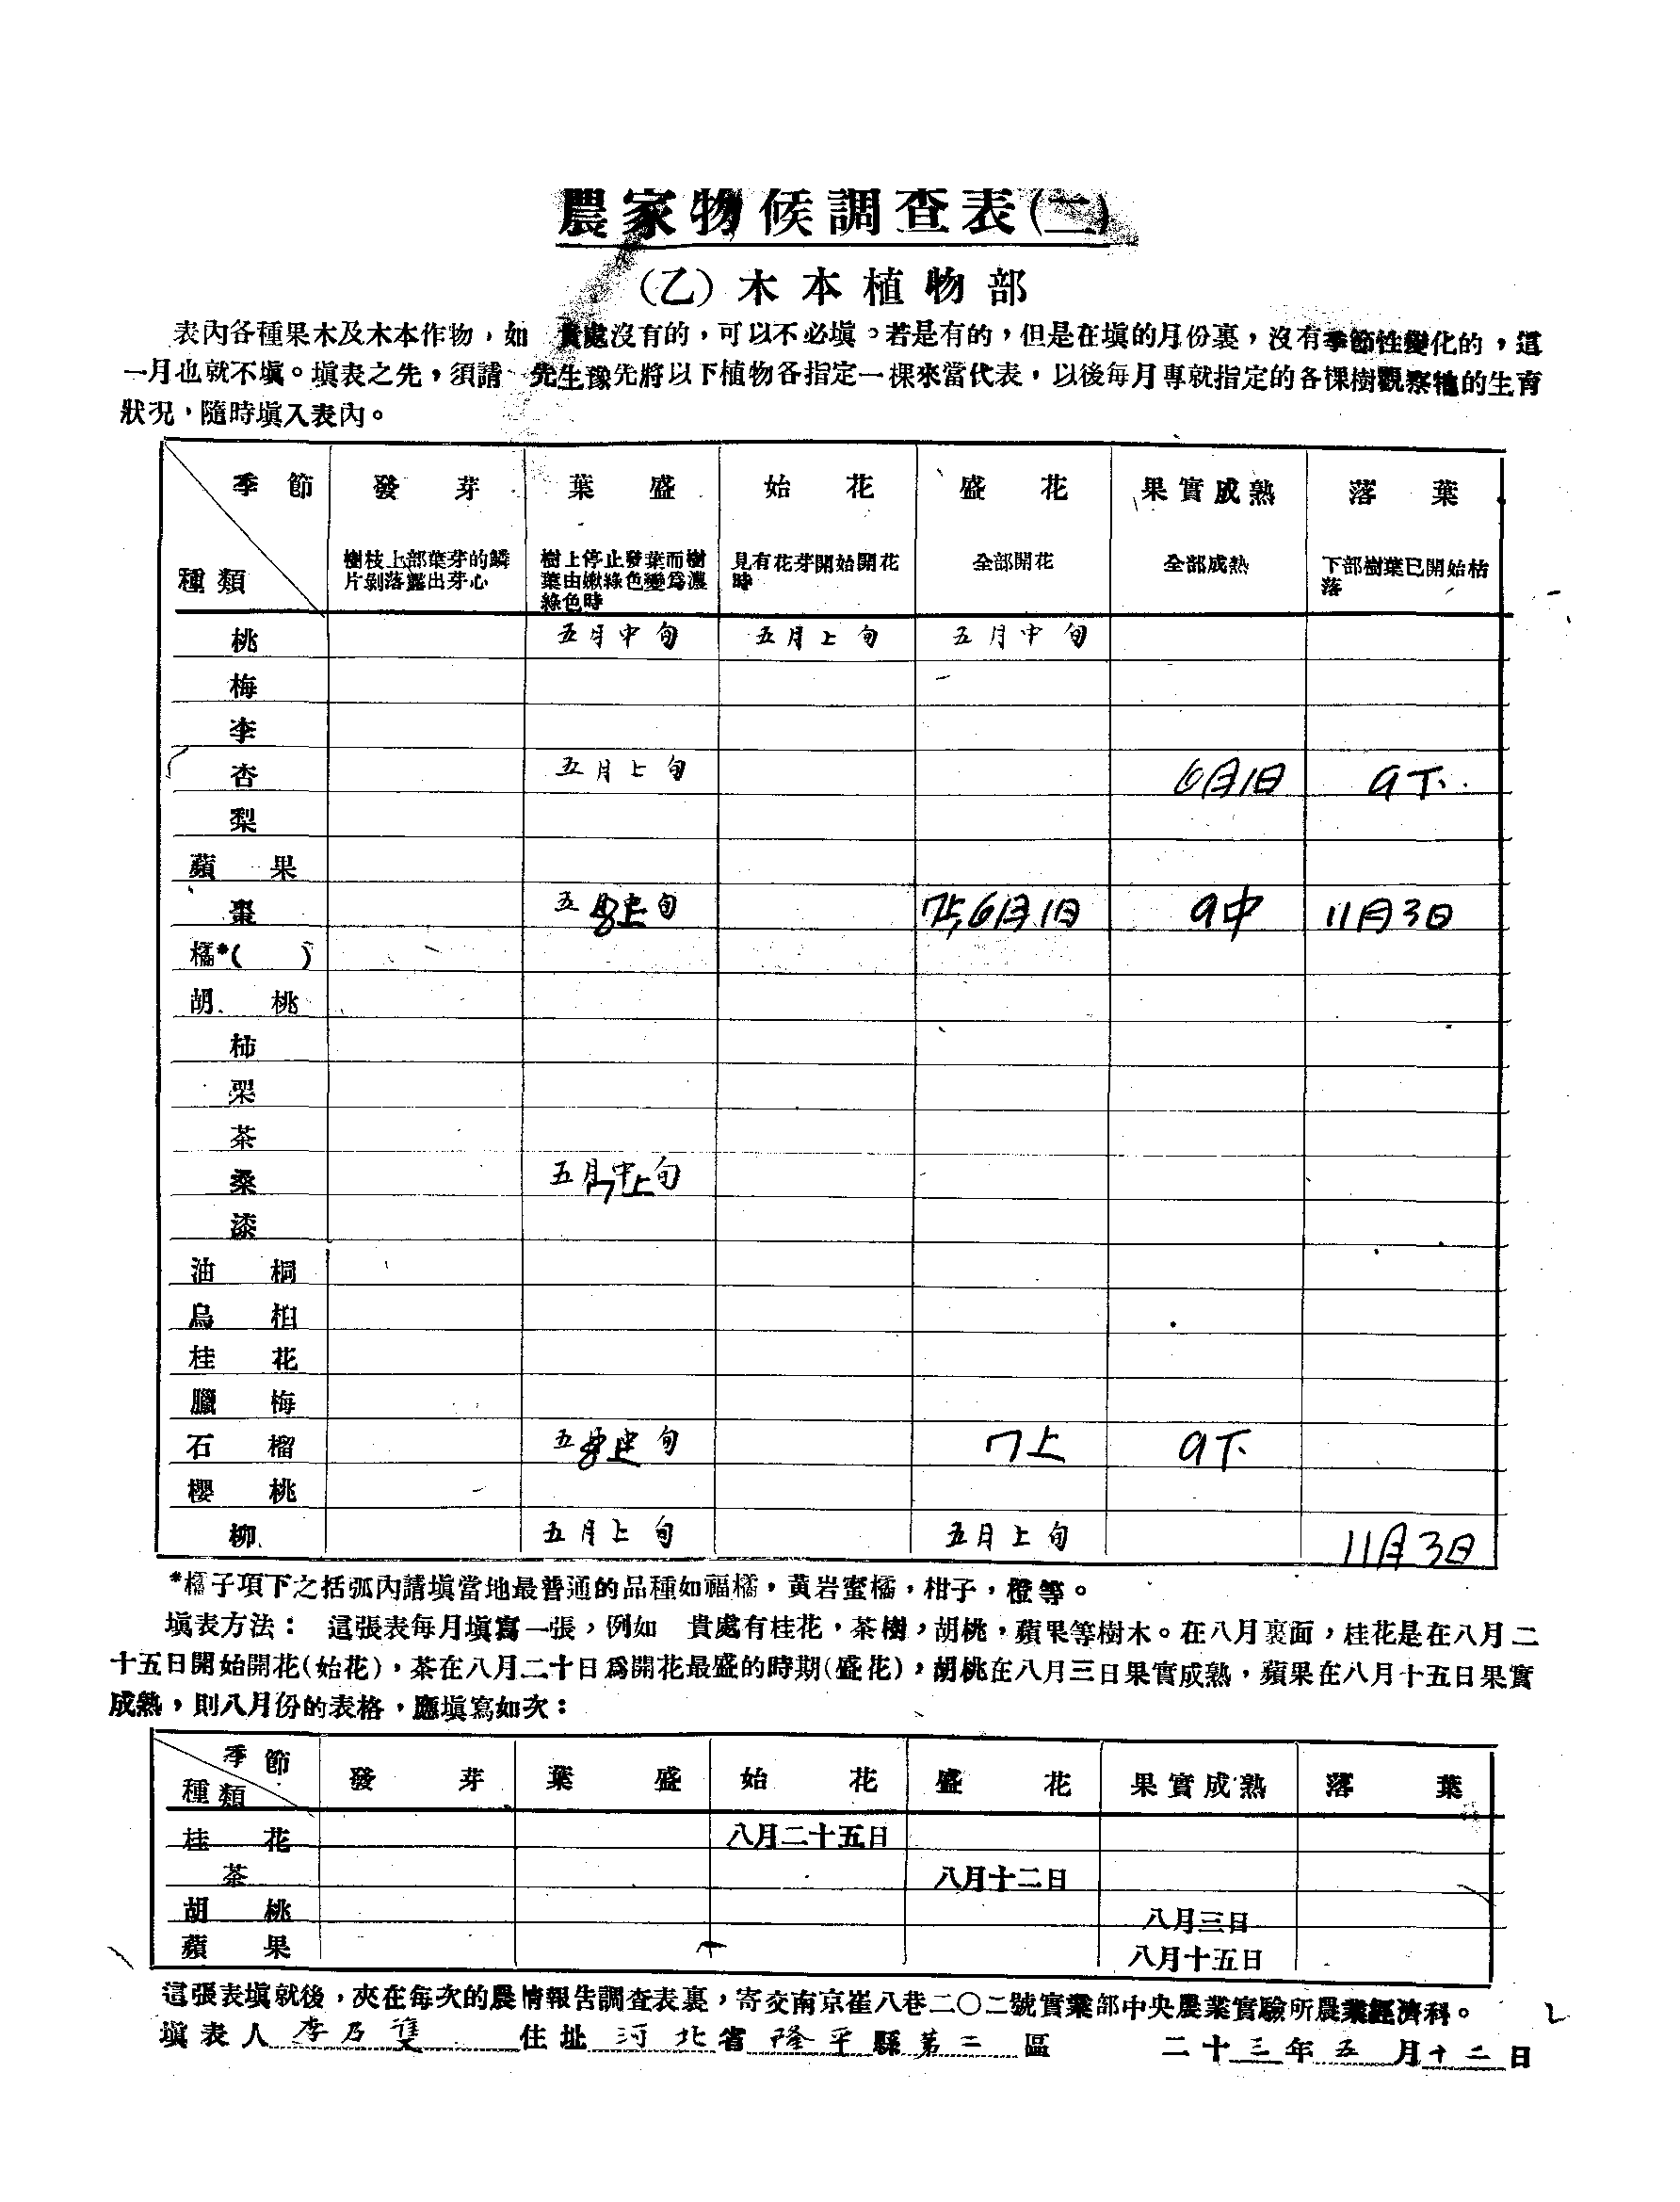 農家物候調查表(二)
(乙)木本植物部
表內各種果木及木本作物，如　貴處沒有的，可以不必塡。若是有的，但是在塡的月份裏，沒有季節性變化的，這
一月也就不塡。塡表之先，須請　先生豫先將以下植物各指定一棵來當代表，以後每月專就指定的各棵樹觀察牠的生育
狀況，隨時塡入表內。
季節　發芽　葉盛　始花　盛花　果實成熟　落葉
種類　樹枝上部葉芽的鱗片剝落露出芽心　樹上停止發葉而樹葉由嫩綠色變爲濃綠色時　見有花芽開始開花時　全部開花　全部成熟　下部樹葉已開始枯落
桃　五月中旬　五月上旬　五月中旬
梅
李
杏　五月上旬　6月1日　9下
梨
蘋果
棗　五月中旬　8上　7上,6月1日　9中　11月3日
橘*(　)
胡桃
柿
栗
茶
桑　五月中旬　7上
漆
油桐
烏桕
桂花
臘梅
石榴　五月中旬　8上　7上　9下
櫻桃
柳　五月上旬　五月上旬　11月3日
*橘子項下之括弧內請塡當地最普通的品種如福橘，黃岩蜜橘，柑子，橙等。
塡表方法：　這張表每月塡寫一張，例如　貴處有桂花，茶樹，胡桃，蘋果等樹木。在八月裏面，桂花是在八月二
十五日開始開花(始花)，茶在八月二十日爲開花最盛的時期(盛花)，胡桃在八月三日果實成熟，蘋果在八月十五日果實
成熟，則八月份的表格，應塡寫如次：
季節　種類　發芽　葉盛　始花　盛花　果實成熟　落葉
桂花　八月二十五日
茶　八月十二日
胡桃　八月三日
蘋果　八月十五日
這張表塡就後，夾在每次的農情報告調查表裏，寄交南京崔八巷二〇二號實業部中央農業實驗所農業經濟科。
塡表人 李乃雙　住址 河北省隆平縣第二區　二十三年五月十二日